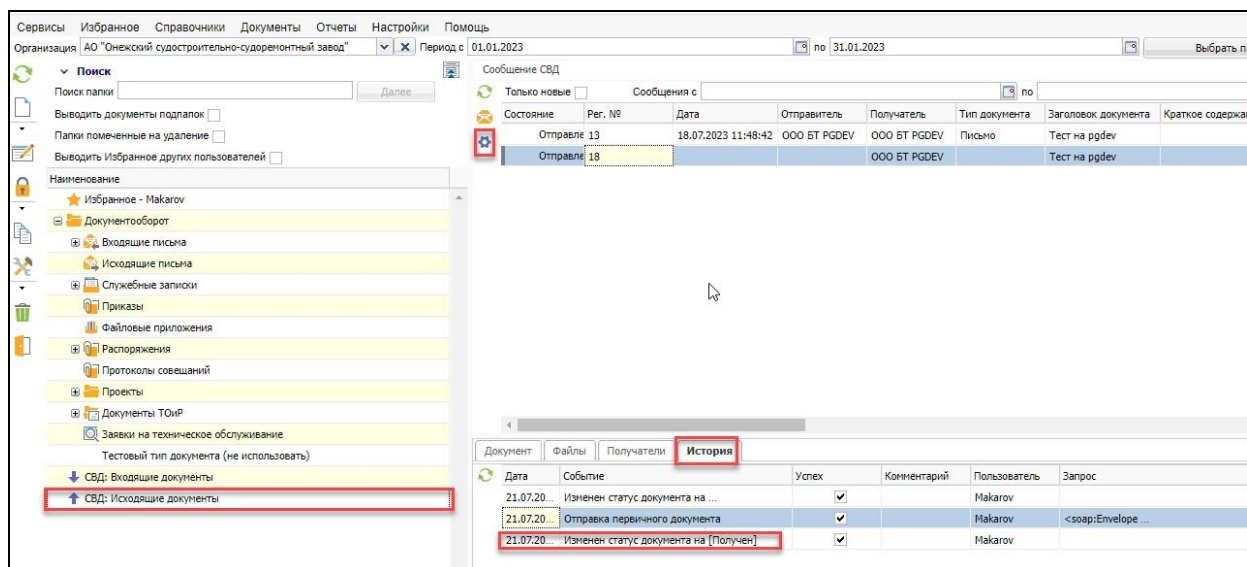 Сервисы Избранное Справочники Документы Отчеты Настройки Помощь
Организация АО "Онежский судостроительно-судоремонтный завод" Период с 01.01.2023 по 31.01.2023 Выбрать п
Поиск
Поиск папки Далее
Выводить документы подпапок
Папки помеченные на удаление
Выводить Избранное других пользователей
Наименование
Избранное - Makarov
Документооборот
Входящие письма
Исходящие письма
Служебные записки
Приказы
Файловые приложения
Распоряжения
Протоколы совещаний
Проекты
Документы ТОиР
Заявки на техническое обслуживание
Тестовый тип документа (не использовать)
СВД: Входящие документы
СВД: Исходящие документы
Сообщение СВД
Только новые Сообщения с по
Состояние Рег. № Дата Отправитель Получатель Тип документа Заголовок документа Краткое содержа
Отправле 13 18.07.2023 11:48:42 ООО БТ PGDEV ООО БТ PGDEV Письмо Тест на pgdev
Отправле 18 ООО БТ PGDEV Тест на pgdev
Документ Файлы Получатели История
Дата Событие Успех Комментарий Пользователь Запрос
21.07.20... Изменен статус документа на ... Makarov
21.07.20... Отправка первичного документа Makarov <soap:Envelope ...
21.07.20... Изменен статус документа на [Получен] Makarov